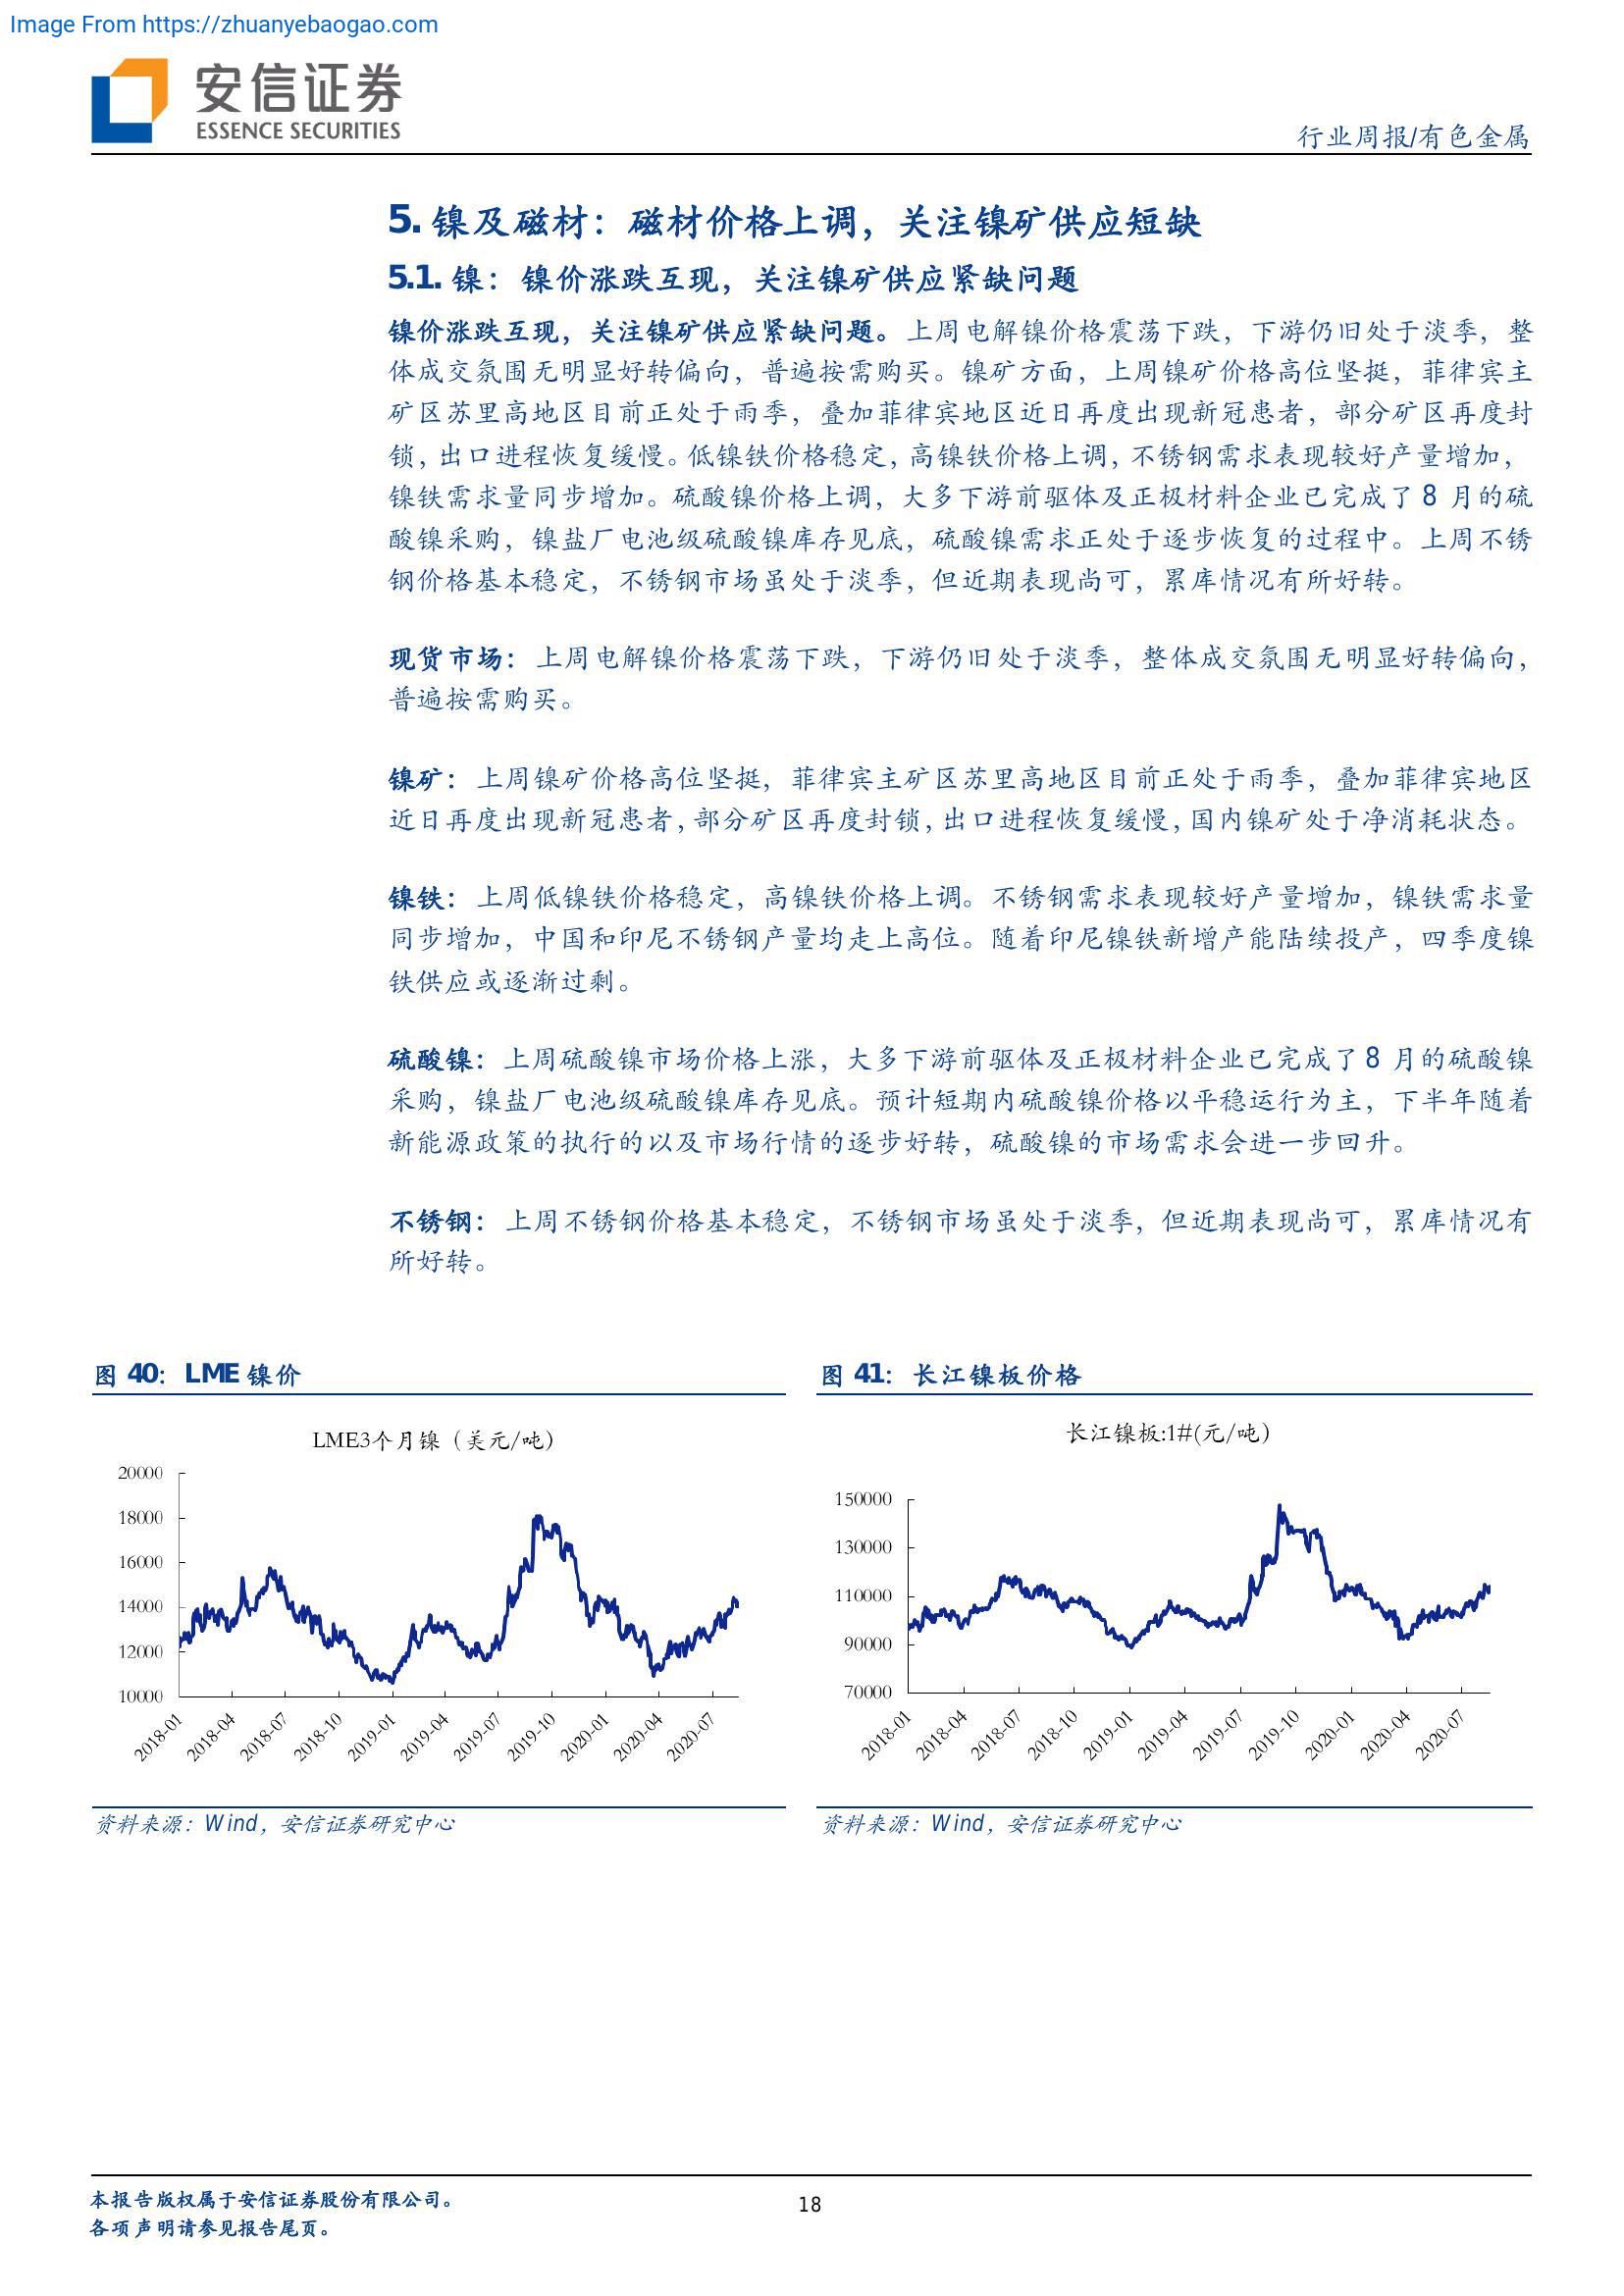 Image From https://zhuanyebaogao.com
安信证券
ESSENCE SECURITIES
行业周报/有色金属
5. 镍及磁材：磁材价格上调，关注镍矿供应短缺
5.1. 镍：镍价涨跌互现，关注镍矿供应紧缺问题
镍价涨跌互现，关注镍矿供应紧缺问题。上周电解镍价格震荡下跌，下游仍旧处于淡季，整
体成交氛围无明显好转偏向，普遍按需购买。镍矿方面，上周镍矿价格高位坚挺，菲律宾主
矿区苏里高地区目前正处于雨季，叠加菲律宾地区近日再度出现新冠患者，部分矿区再度封
锁，出口进程恢复缓慢。低镍铁价格稳定，高镍铁价格上调，不锈钢需求表现较好产量增加，
镍铁需求量同步增加。硫酸镍价格上调，大多下游前驱体及正极材料企业已完成了 8 月的硫
酸镍采购，镍盐厂电池级硫酸镍库存见底，硫酸镍需求正处于逐步恢复的过程中。上周不锈
钢价格基本稳定，不锈钢市场虽处于淡季，但近期表现尚可，累库情况有所好转。
现货市场：上周电解镍价格震荡下跌，下游仍旧处于淡季，整体成交氛围无明显好转偏向，
普遍按需购买。
镍矿：上周镍矿价格高位坚挺，菲律宾主矿区苏里高地区目前正处于雨季，叠加菲律宾地区
近日再度出现新冠患者，部分矿区再度封锁，出口进程恢复缓慢，国内镍矿处于净消耗状态。
镍铁：上周低镍铁价格稳定，高镍铁价格上调。不锈钢需求表现较好产量增加，镍铁需求量
同步增加，中国和印尼不锈钢产量均走上高位。随着印尼镍铁新增产能陆续投产，四季度镍
铁供应或逐渐过剩。
硫酸镍：上周硫酸镍市场价格上涨，大多下游前驱体及正极材料企业已完成了 8 月的硫酸镍
采购，镍盐厂电池级硫酸镍库存见底。预计短期内硫酸镍价格以平稳运行为主，下半年随着
新能源政策的执行的以及市场行情的逐步好转，硫酸镍的市场需求会进一步回升。
不锈钢：上周不锈钢价格基本稳定，不锈钢市场虽处于淡季，但近期表现尚可，累库情况有
所好转。
图 40：LME 镍价
LME3个月镍（美元/吨）
20000
18000
16000
14000
12000
10000
2018-01
2018-04
2018-07
2018-10
2019-01
2019-04
2019-07
2019-10
2020-01
2020-04
2020-07
资料来源：Wind，安信证券研究中心
图 41：长江镍板价格
长江镍板:1#(元/吨)
150000
130000
110000
90000
70000
2018-01
2018-04
2018-07
2018-10
2019-01
2019-04
2019-07
2019-10
2020-01
2020-04
2020-07
资料来源：Wind，安信证券研究中心
本报告版权属于安信证券股份有限公司。
各项声明请参见报告尾页。
18